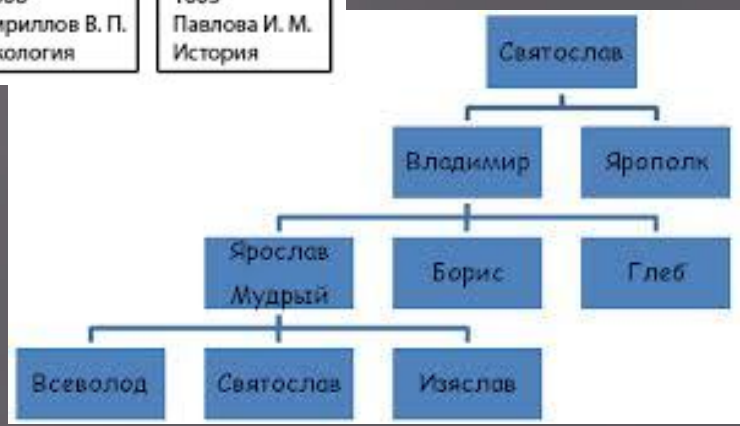 Павлова И. М.
История
Святослав
Владимир
Ярополк
Ярослав
Мудрый
Борис
Глеб
Всеволод
Святослав
Изяслав